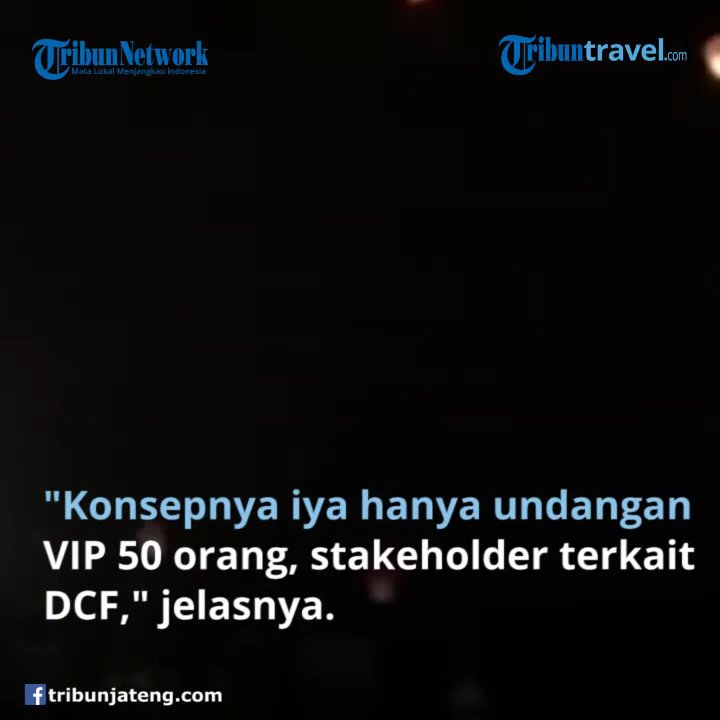 TribunNetwork
Mata Lokal Menjangkau Indonesia
Tribuntravel.com
"Konsepnya iya hanya undangan
VIP 50 orang, stakeholder terkait
DCF," jelasnya.
f tribunjateng.com